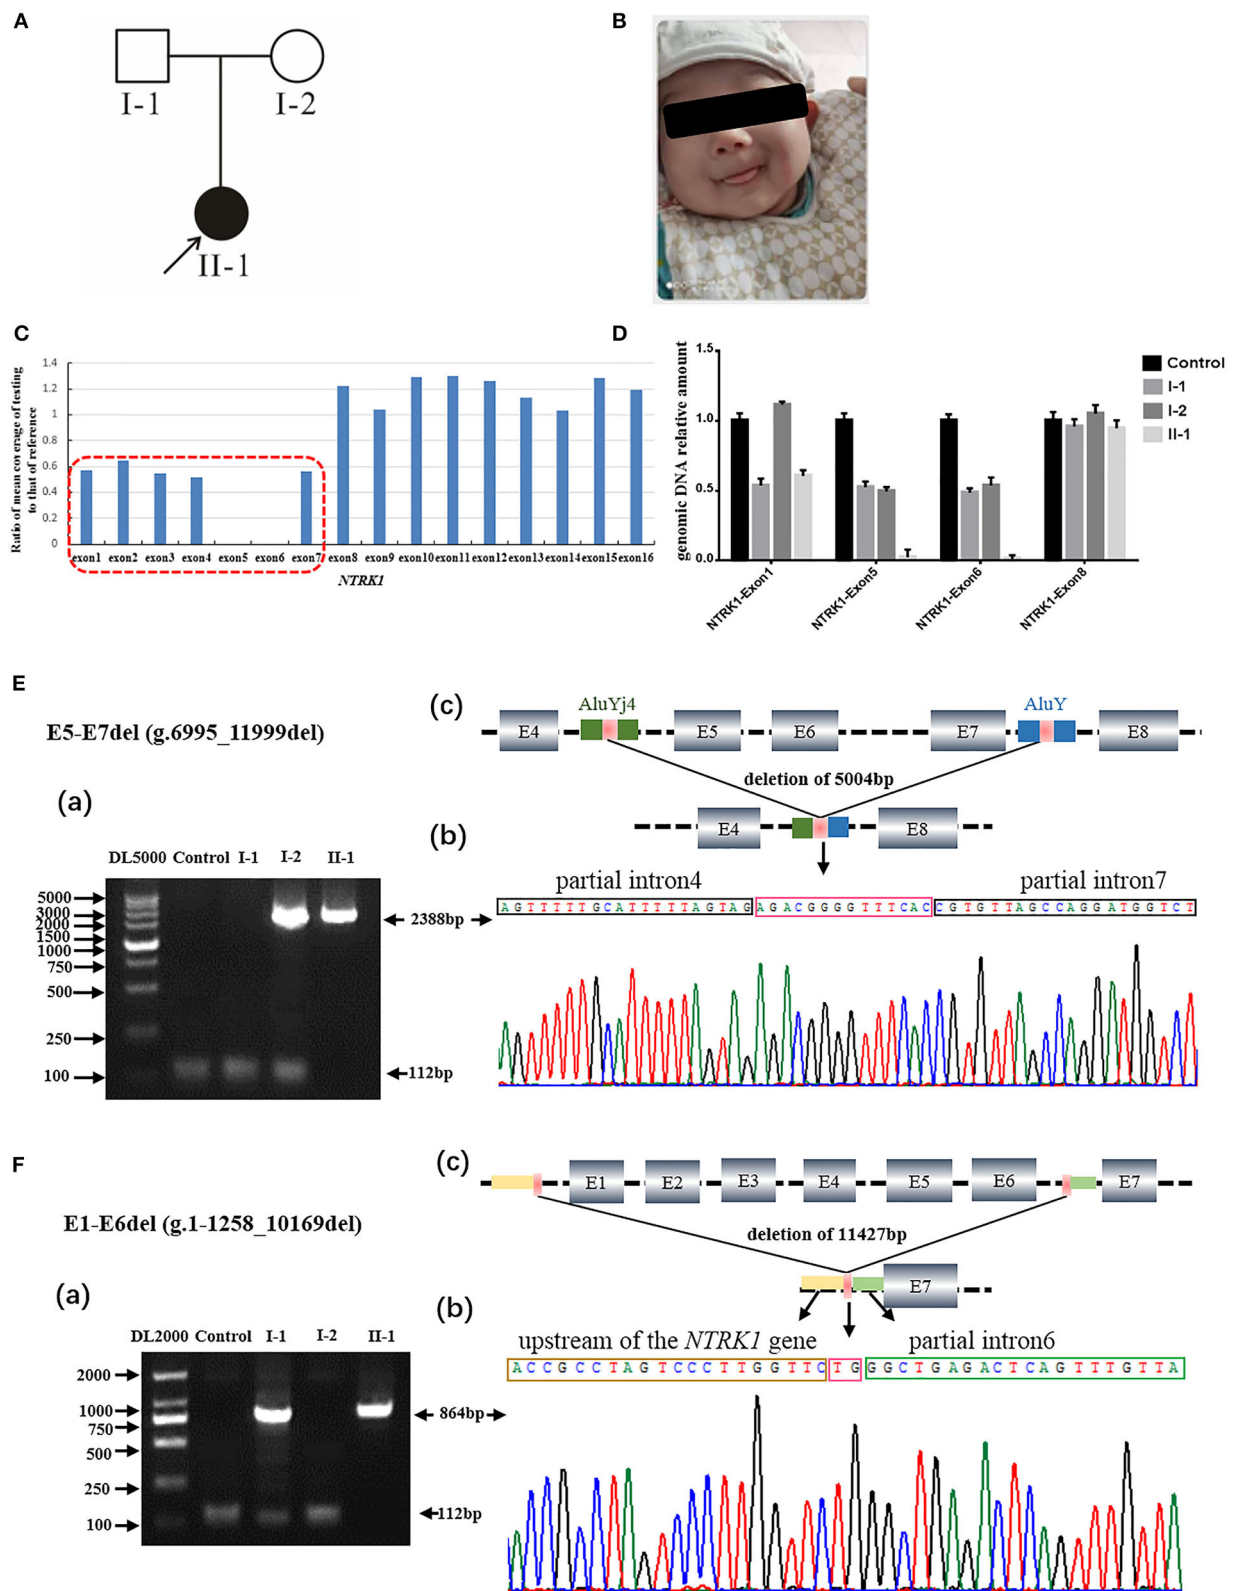 A
I-1
I-2
II-1
B
C
Ratio of mean coverage of testing
to that of reference
1.4
1.2
1
0.8
0.6
0.4
0.2
0
exon1 exon2 exon3 exon4 exon5 exon6 exon7 exon8 exon9 exon10 exon11 exon12 exon13 exon14 exon15 exon16
NTRK1
D
genomic DNA relative amount
1.5
1.0
0.5
0.0
NTRK1-Exon1
NTRK1-Exon5
NTRK1-Exon6
NTRK1-Exon8
Control
I-1
I-2
II-1
E
E5-E7del (g.6995_11999del)
(a)
DL5000 Control I-1 I-2 II-1
5000
3000
2000
1500
1000
750
500
250
100
2388bp
112bp
(c)
AluYj4
AluY
E4 E5 E6 E7 E8
deletion of 5004bp
E4 E8
(b)
partial intron4
partial intron7
AGTTTTTGCATTTTTAGTAG AGACGGGGTTTCAC CGTGTTAGCCAGGATGGTCT
F
E1-E6del (g.1-1258_10169del)
(a)
DL2000 Control I-1 I-2 II-1
2000
1000
750
500
250
100
864bp
112bp
(c)
E1 E2 E3 E4 E5 E6 E7
deletion of 11427bp
E7
(b)
upstream of the NTRK1 gene
partial intron6
ACCGCCTAGTCCCTTGGTTC TG GGCTGAGACTCAGTTTGTTA